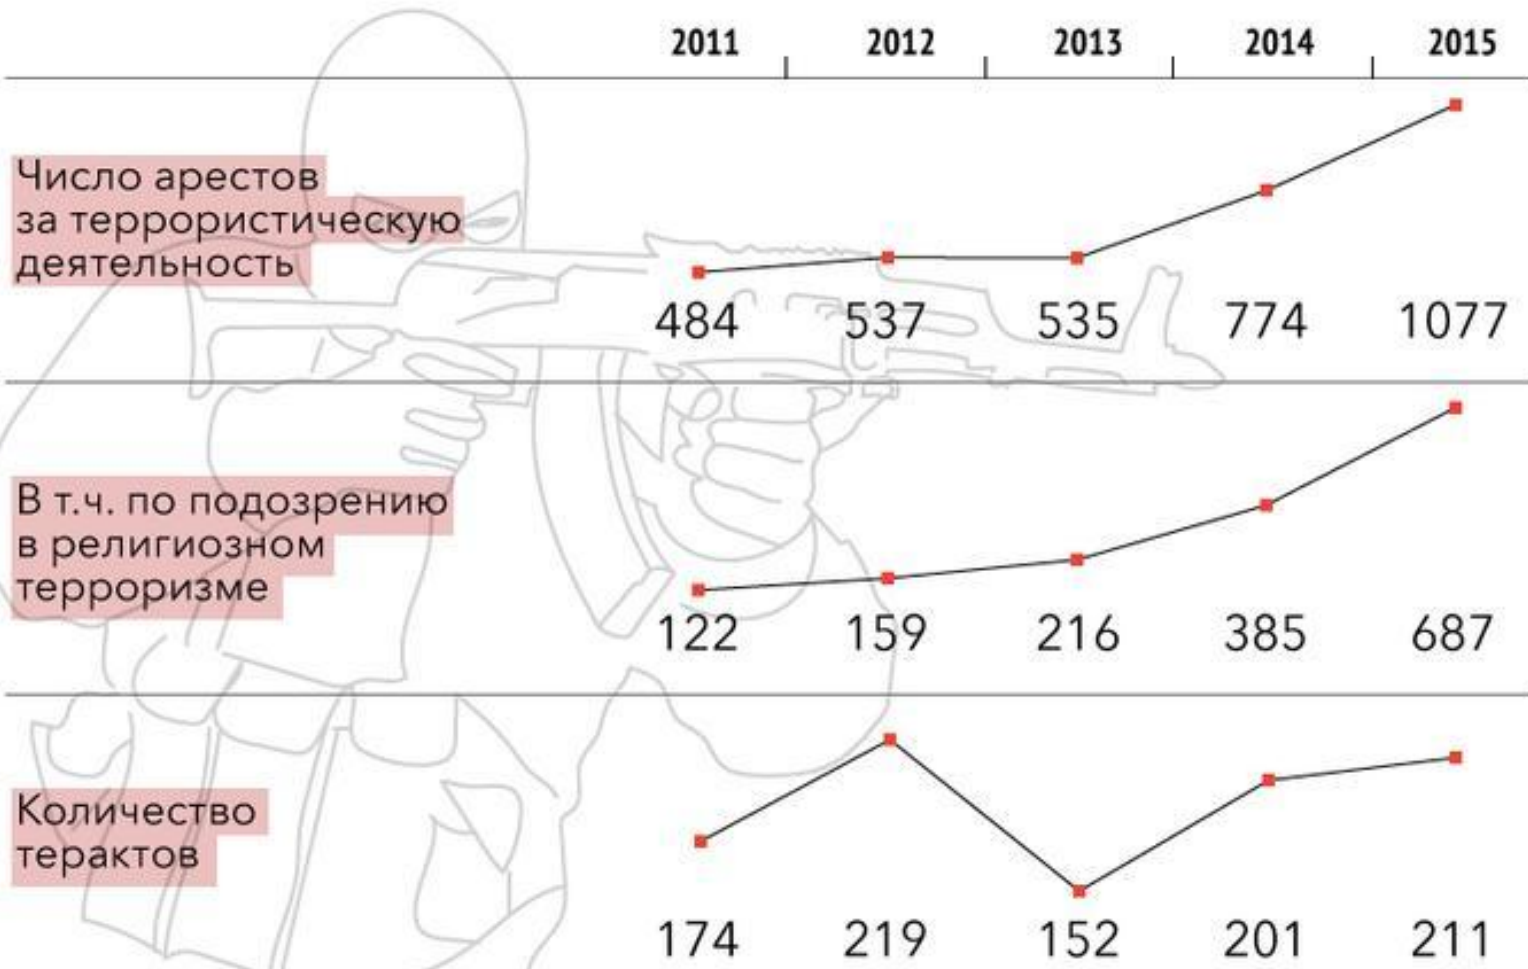 2011 2012 2013 2014 2015
Число арестов
за террористическую
деятельность
484 537 535 774 1077
В т.ч. по подозрению
в религиозном
терроризме
122 159 216 385 687
Количество
терактов
174 219 152 201 211